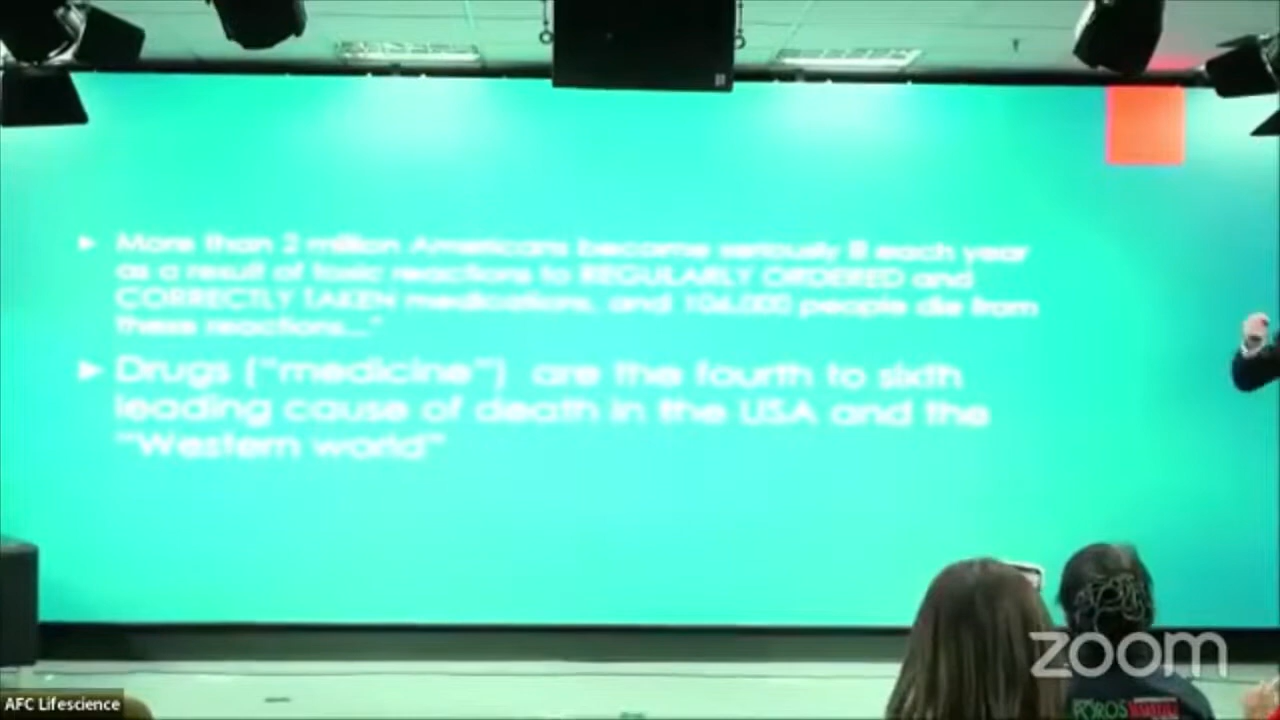 ► More than 2 million Americans become seriously ill each year
as a result of toxic reactions to REGULARLY ORDERED and
CORRECTLY TAKEN medications, and 106,000 people die from
these reactions..."
► Drugs ("medicine") are the fourth to sixth
leading cause of death in the USA and the
"Western world"
zoom
AFC Lifescience